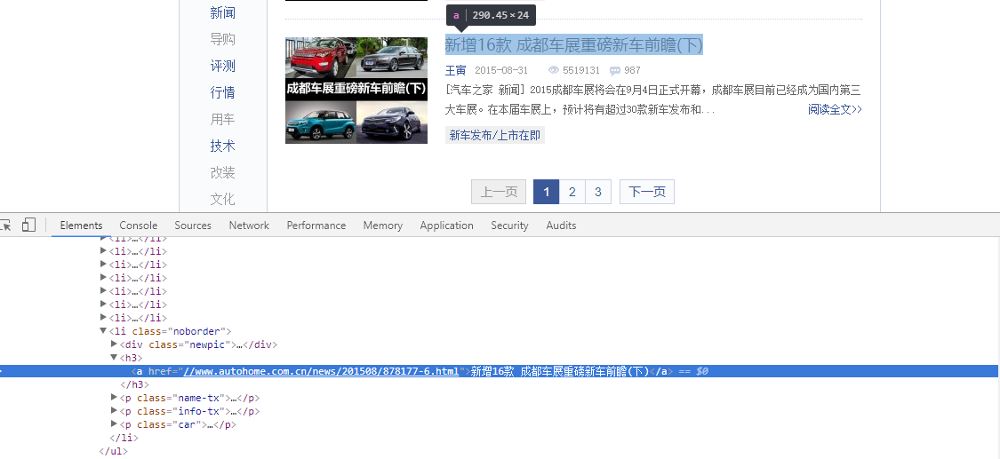 新闻
导购
评测
行情
用车
技术
改装
文化
a 290.45×24
新增16款 成都车展重磅新车前瞻(下)
王寅 2015-08-31 5519131 987
[汽车之家 新闻] 2015成都车展将会在9月4日正式开幕，成都车展目前已经成为国内第三
大车展。在本届车展上，预计将有超过30款新车发布和... 阅读全文>>
新车发布/上市在即
成都车展重磅新车前瞻(下)
上一页 1 2 3 下一页
Elements Console Sources Network Performance Memory Application Security Audits
<li>…</li>
<li>…</li>
<li>…</li>
<li>…</li>
<li>…</li>
<li>…</li>
<li>…</li>
<li class="noborder">
<div class="newpic">…</div>
<h3>
<a href="//www.autohome.com.cn/news/201508/878177-6.html">新增16款 成都车展重磅新车前瞻(下)</a> == $0
</h3>
<p class="name-tx">…</p>
<p class="info-tx">…</p>
<p class="car">…</p>
</li>
</ul>